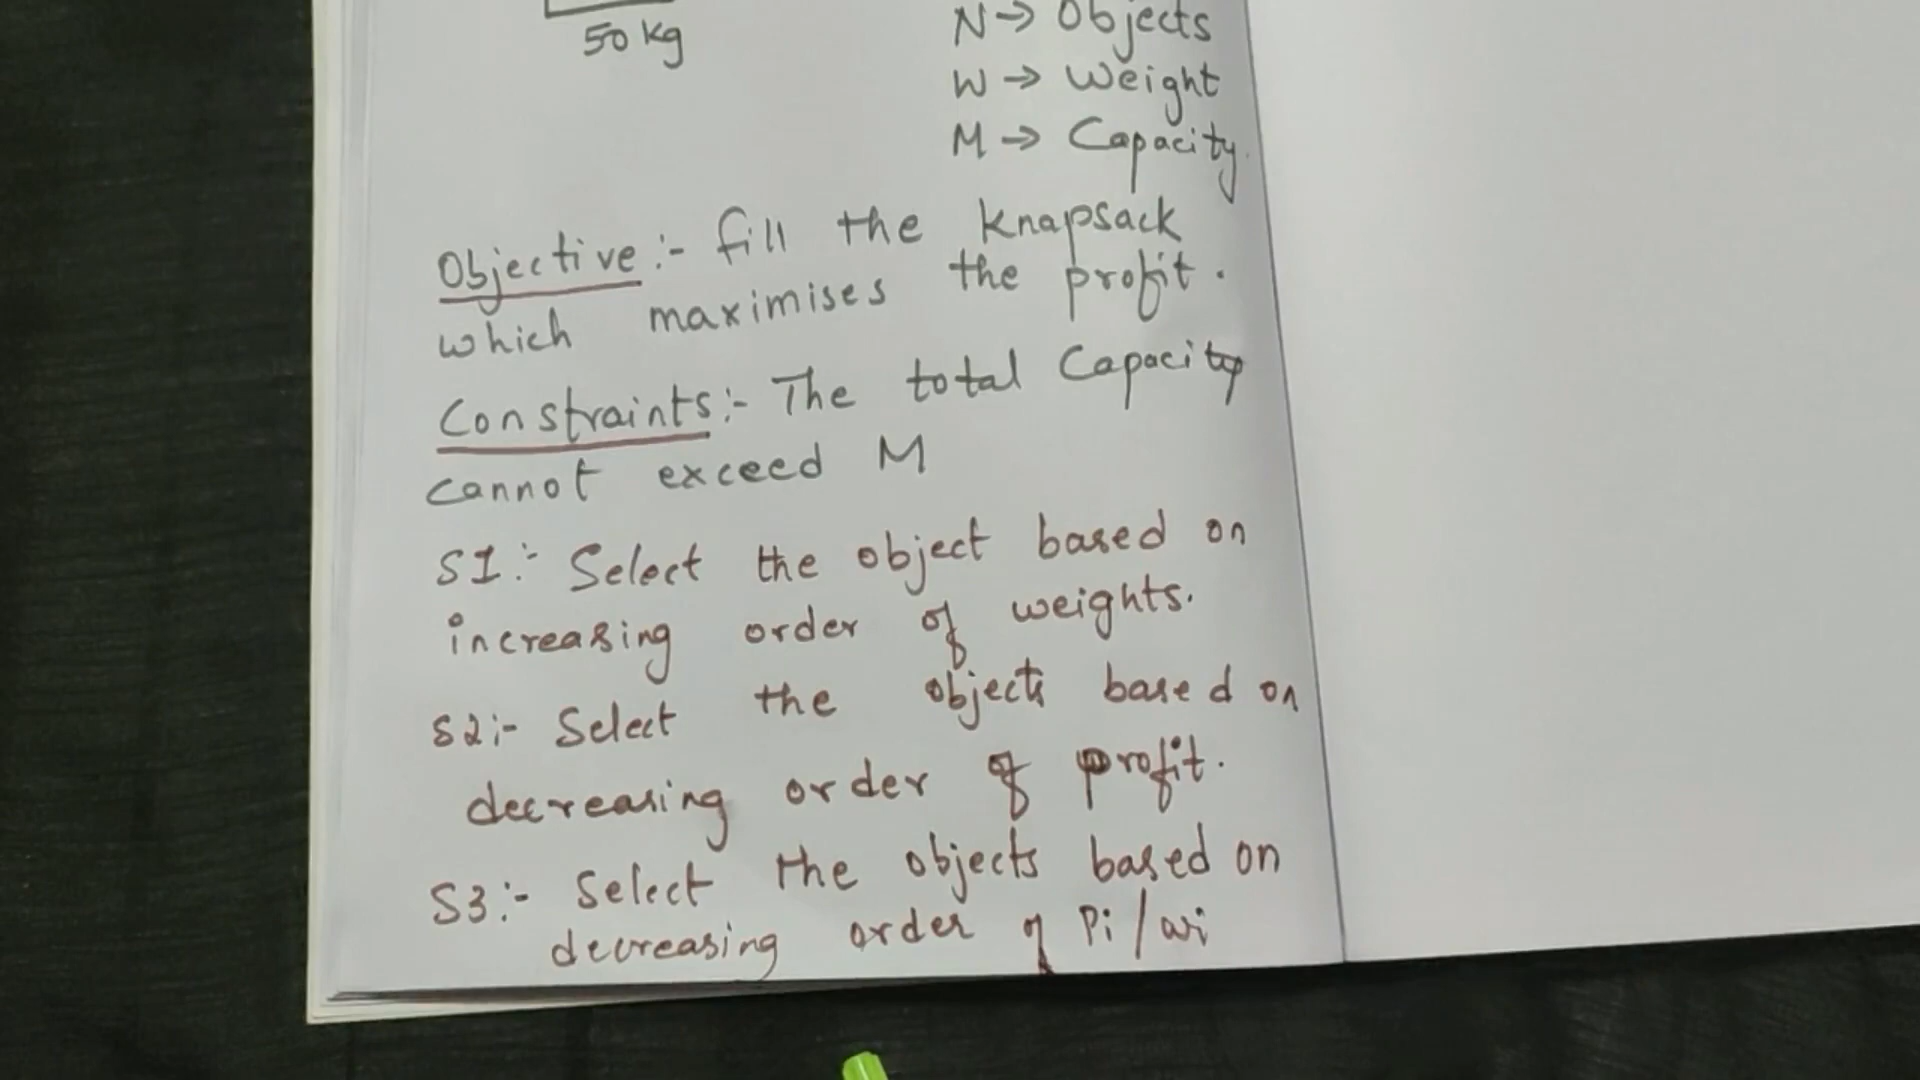 50 kg
N → Objects
W → Weight
M → Capacity.
Objective :- fill the knapsack
which maximises the profit.
Constraints :- The total Capacity
cannot exceed M
S1 :- Select the object based on
increasing order of weights.
S2 :- Select the objects based on
decreasing order of profit.
S3 :- Select the objects based on
decreasing order of Pi / wi